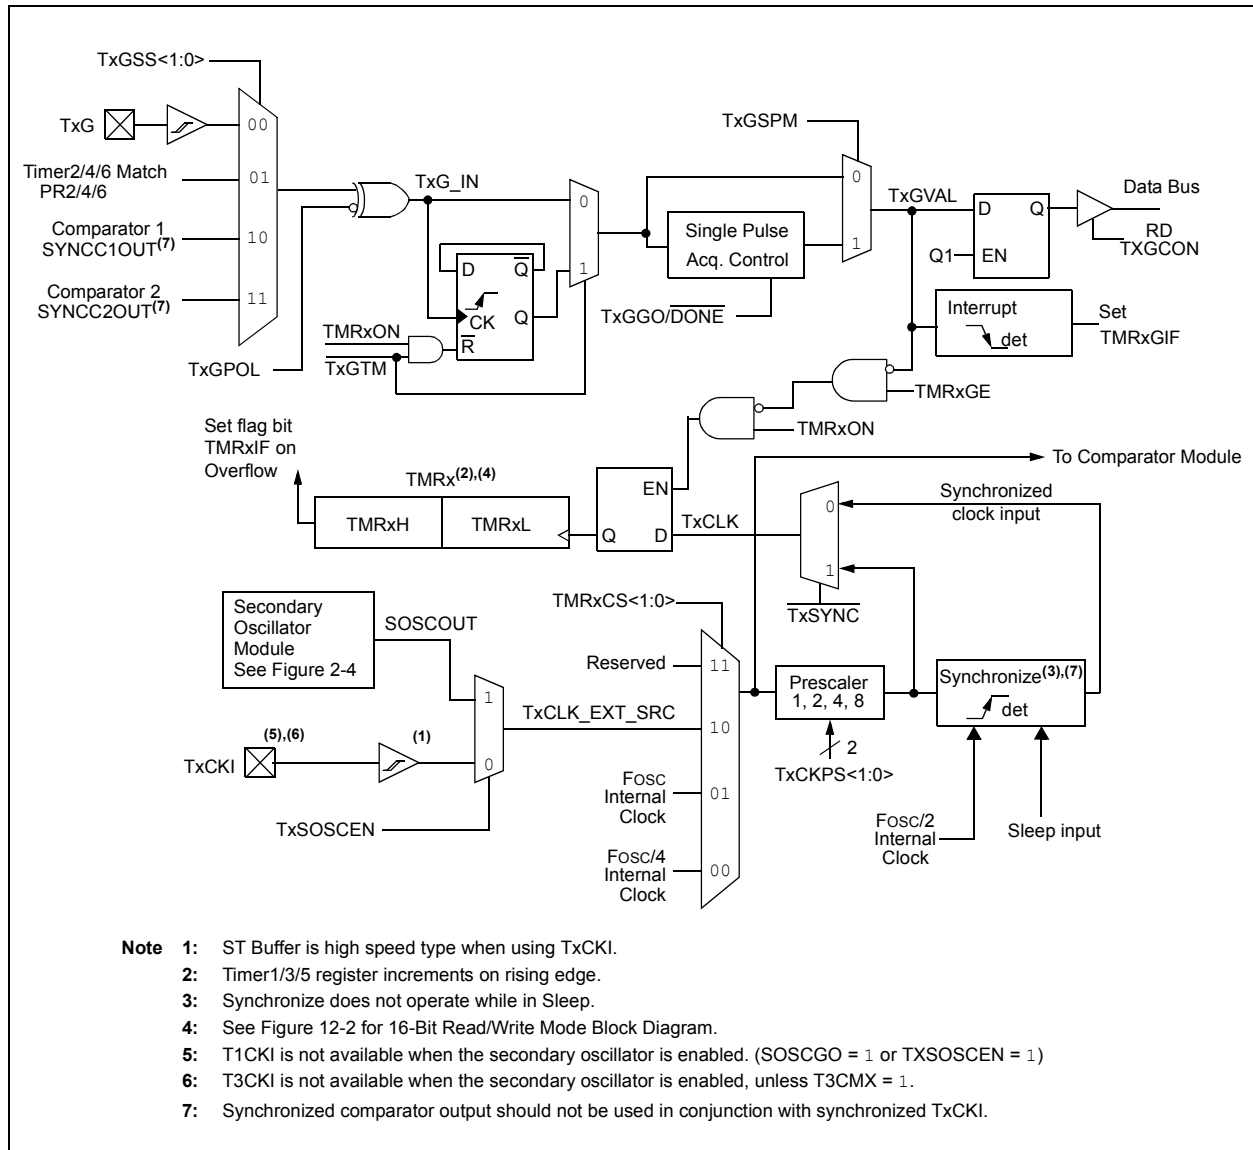 TxGSS<1:0>
TxG
00
Timer2/4/6 Match
PR2/4/6
01
Comparator 1
SYNCC1OUT(7)
10
Comparator 2
SYNCC2OUT(7)
11
TxGPOL
TxG_IN
0
1
D
Q
CK
Q
R
TMRxON
TxGTM
Single Pulse
Acq. Control
TxGGO/DONE
TxGSPM
0
1
TxGVAL
D
Q
Q1
EN
Data Bus
RD
TXGCON
Interrupt
det
Set
TMRxGIF
TMRxGE
TMRxON
To Comparator Module
Set flag bit
TMRxIF on
Overflow
TMRx(2),(4)
TMRxH
TMRxL
EN
Q
D
TxCLK
0
1
TxSYNC
Synchronized
clock input
Secondary
Oscillator
Module
See Figure 2-4
SOSCOUT
1
0
(5),(6)
(1)
TxCKI
TxSOSCEN
TxCLK_EXT_SRC
TMRxCS<1:0>
Reserved
11
10
FOSC
Internal
Clock
01
FOSC/4
Internal
Clock
00
Prescaler
1, 2, 4, 8
2
TxCKPS<1:0>
Synchronize(3),(7)
det
FOSC/2
Internal
Clock
Sleep input
Note 1: ST Buffer is high speed type when using TxCKI.
2: Timer1/3/5 register increments on rising edge.
3: Synchronize does not operate while in Sleep.
4: See Figure 12-2 for 16-Bit Read/Write Mode Block Diagram.
5: T1CKI is not available when the secondary oscillator is enabled. (SOSCGO = 1 or TXSOSCEN = 1)
6: T3CKI is not available when the secondary oscillator is enabled, unless T3CMX = 1.
7: Synchronized comparator output should not be used in conjunction with synchronized TxCKI.